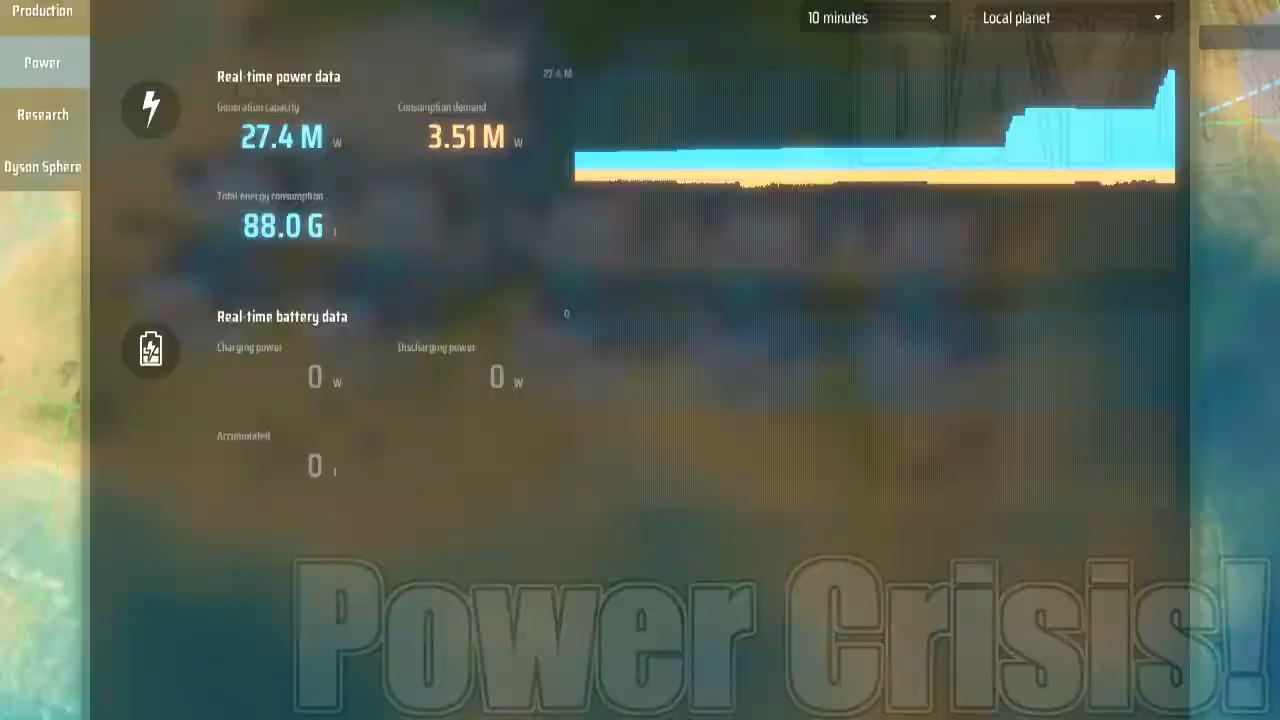 Production
Power
Research
Dyson Sphere
10 minutes
Local planet
Real-time power data
Generation capacity
Consumption demand
27.4 M W
3.51 M W
Total energy consumption
88.0 G J
27.4 M
Real-time battery data
Charging power
Discharging power
0 W
0 W
Accumulated
0 J
0
Power Crisis!